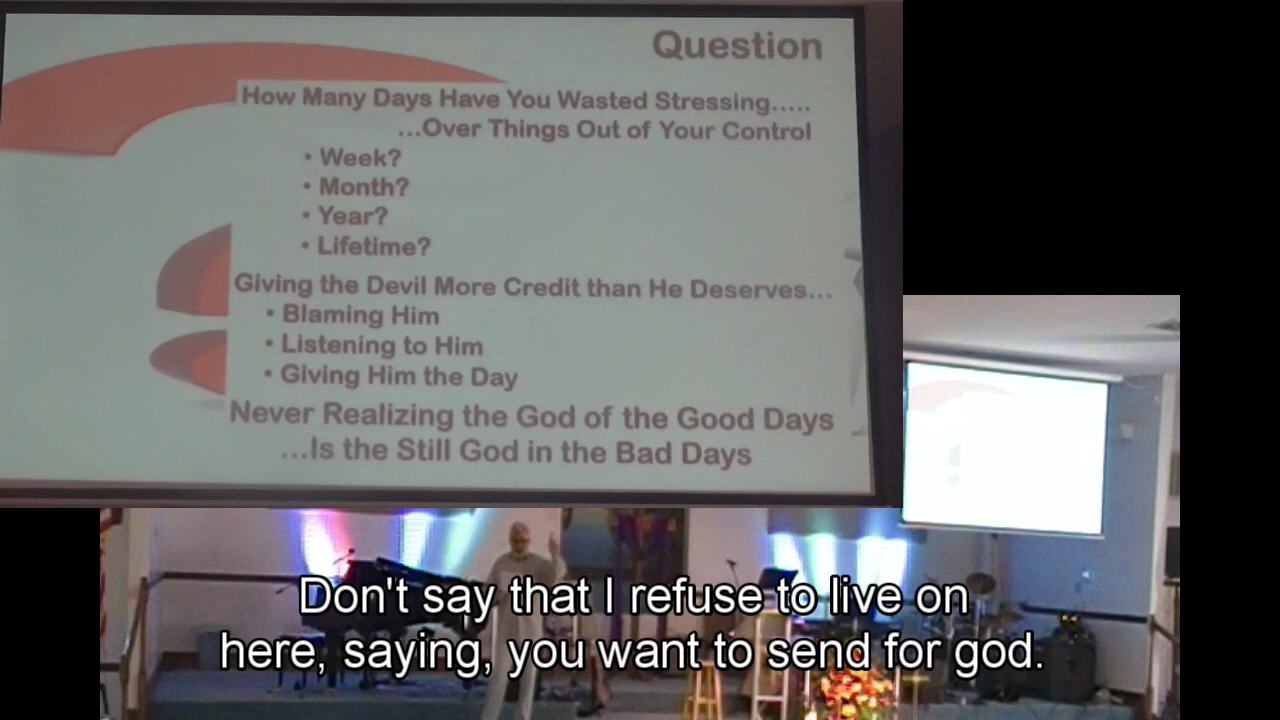 Question
How Many Days Have You Wasted Stressing.....
...Over Things Out of Your Control
• Week?
• Month?
• Year?
• Lifetime?
Giving the Devil More Credit than He Deserves...
• Blaming Him
• Listening to Him
• Giving Him the Day
Never Realizing the God of the Good Days
...Is the Still God in the Bad Days
Don't say that I refuse to live on
here, saying, you want to send for god.